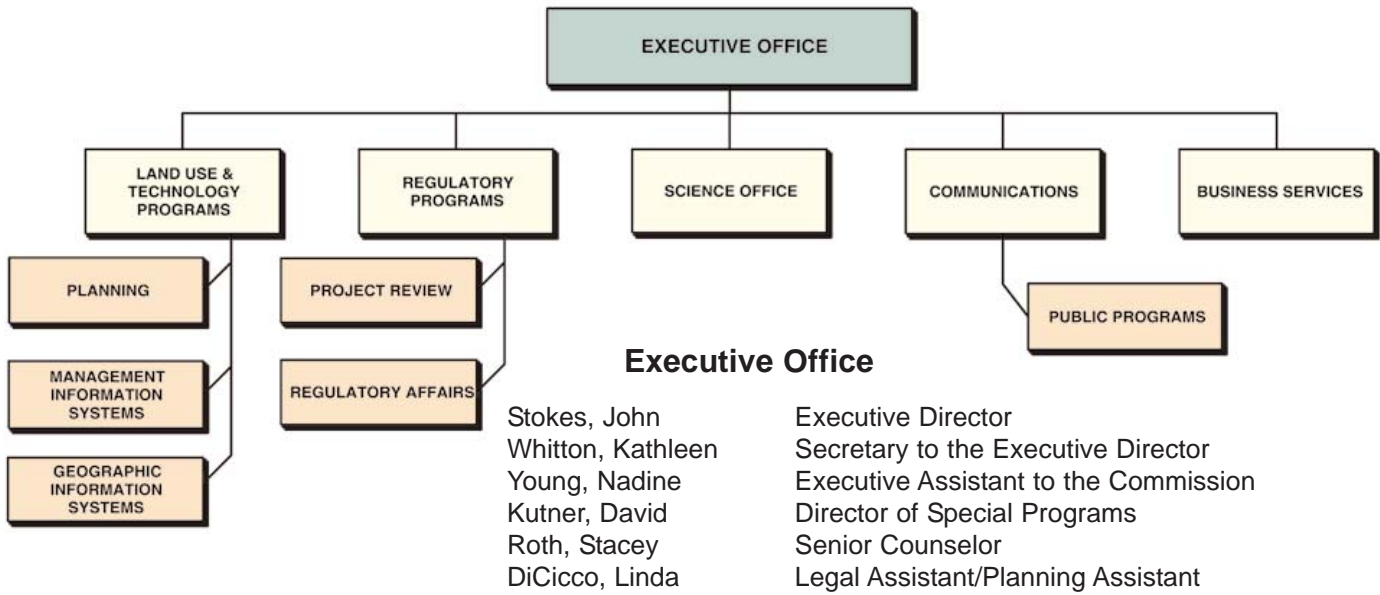 EXECUTIVE OFFICE
LAND USE &
TECHNOLOGY
PROGRAMS
REGULATORY
PROGRAMS
SCIENCE OFFICE
COMMUNICATIONS
BUSINESS SERVICES
PLANNING
MANAGEMENT
INFORMATION
SYSTEMS
GEOGRAPHIC
INFORMATION
SYSTEMS
PROJECT REVIEW
REGULATORY AFFAIRS
PUBLIC PROGRAMS
Executive Office
Stokes, John Executive Director
Whitton, Kathleen Secretary to the Executive Director
Young, Nadine Executive Assistant to the Commission
Kutner, David Director of Special Programs
Roth, Stacey Senior Counselor
DiCicco, Linda Legal Assistant/Planning Assistant